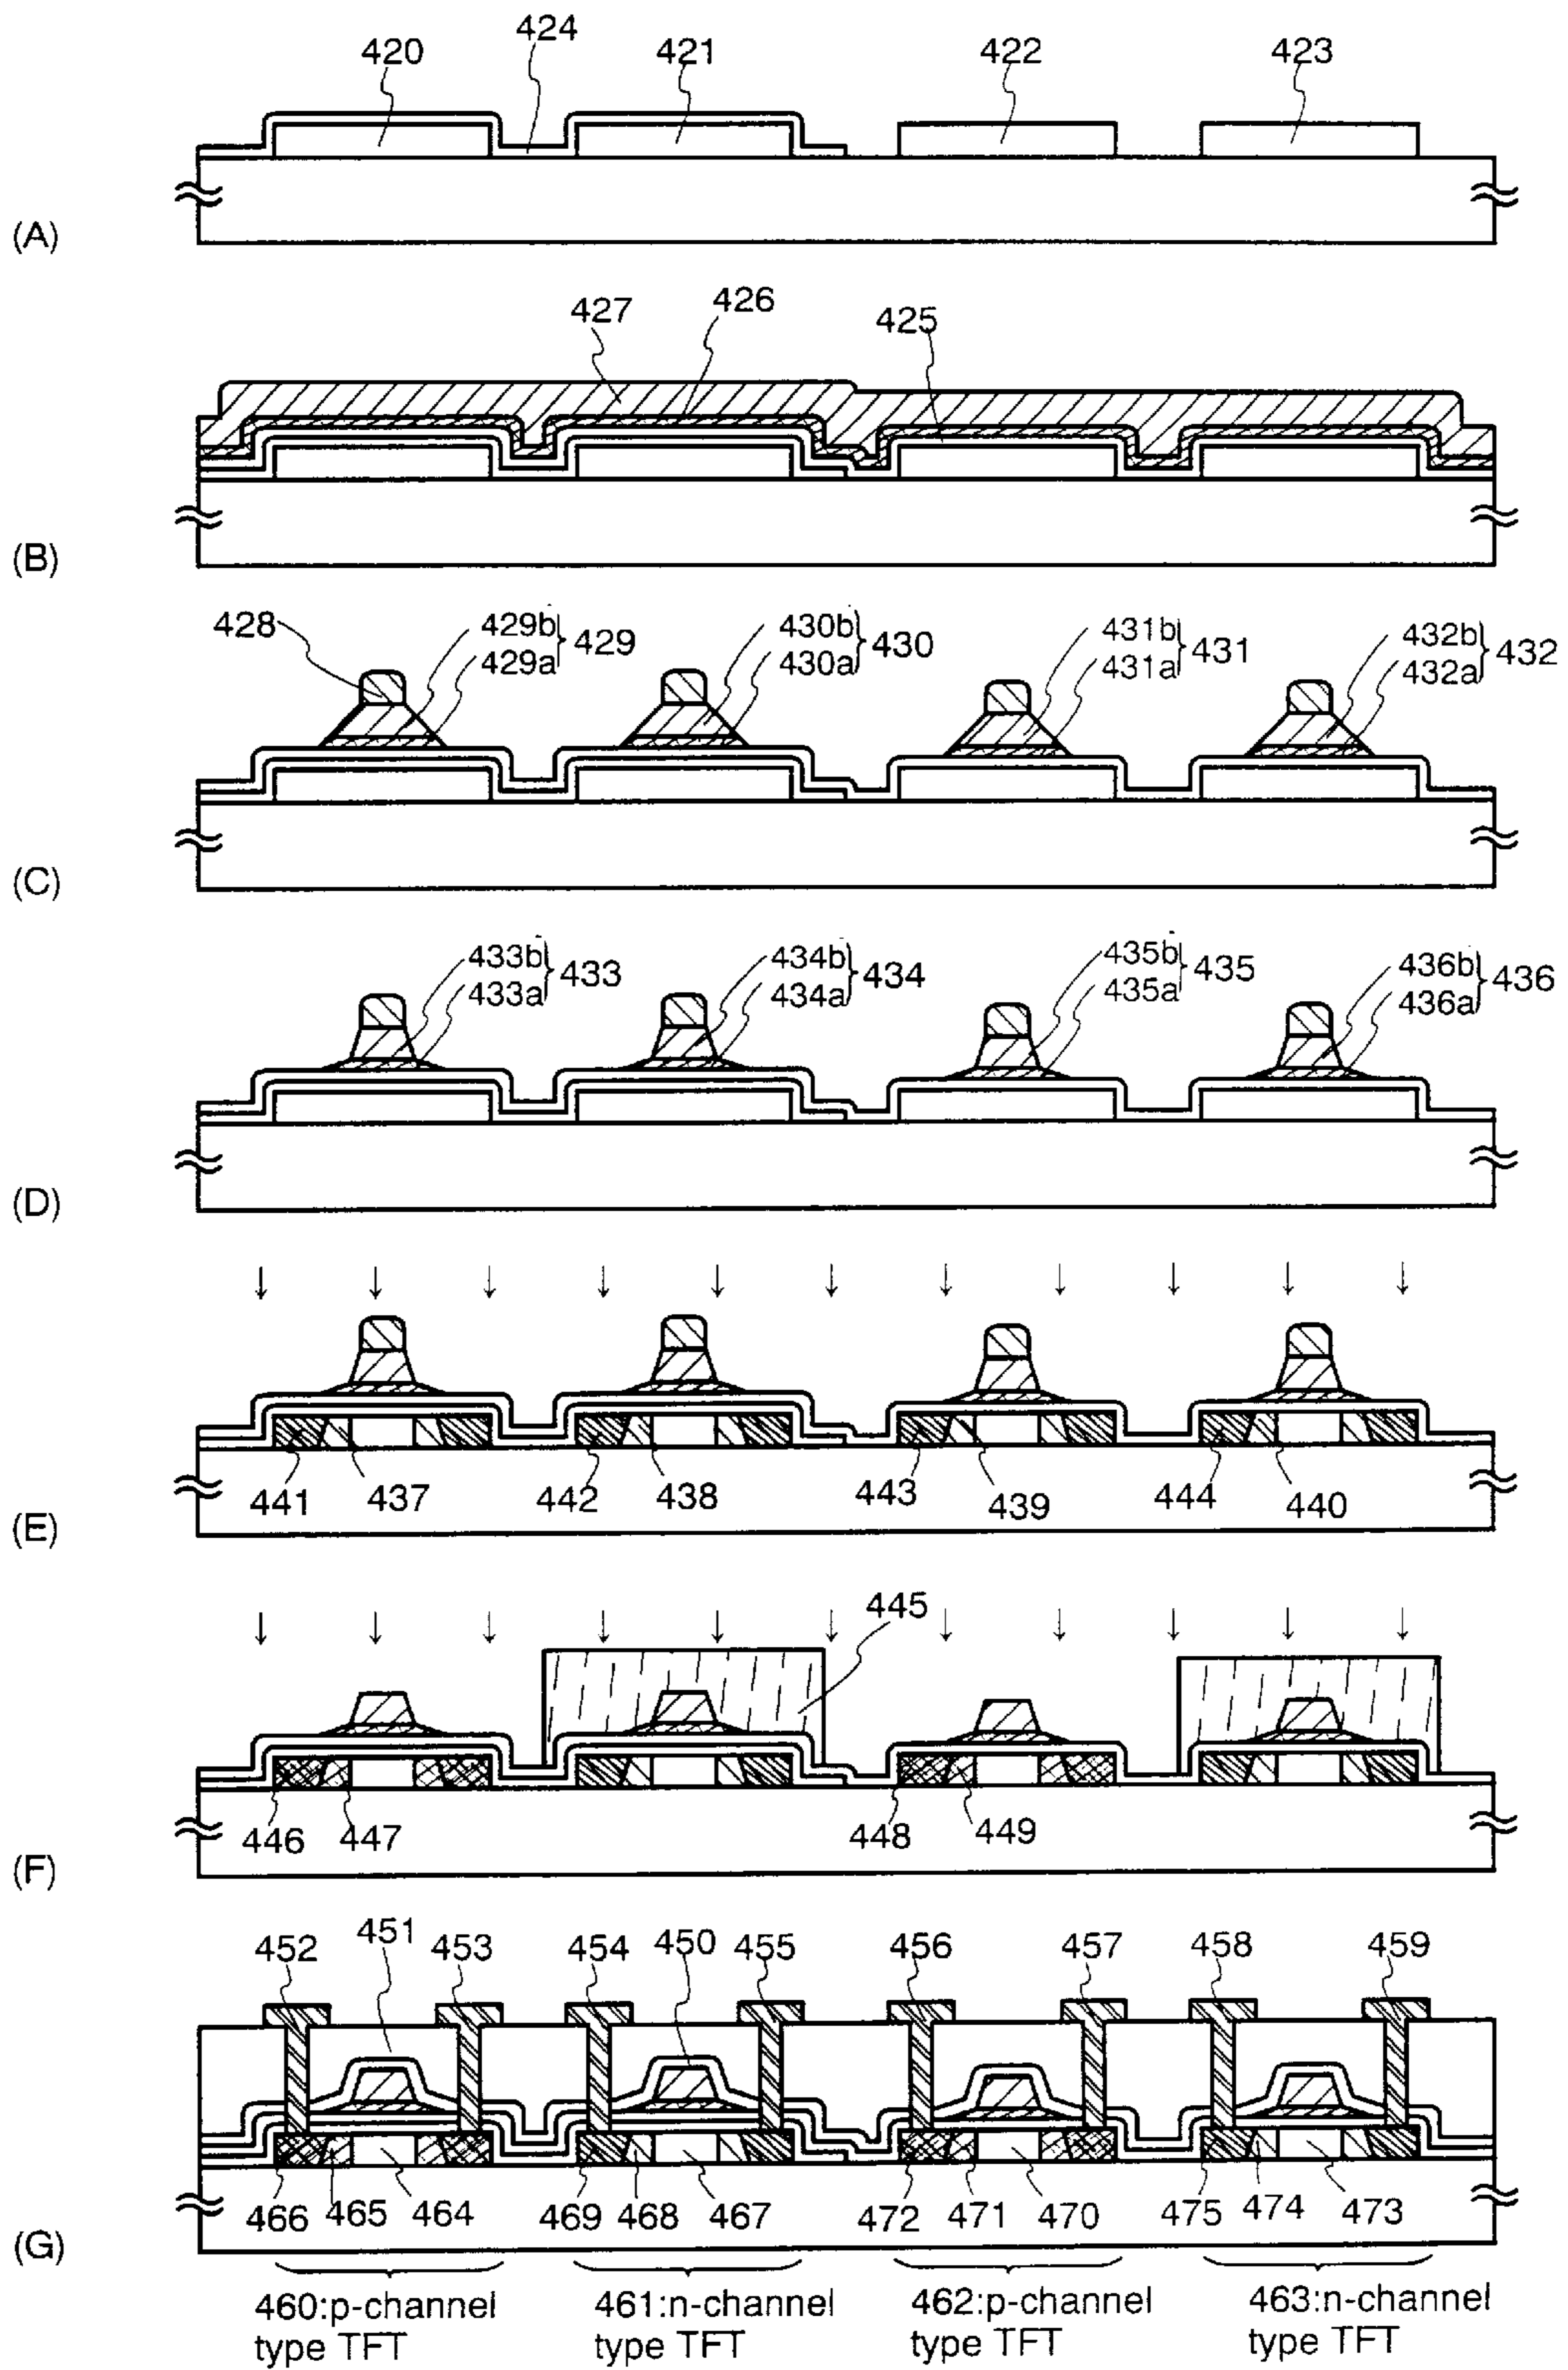 420 424 421 422 423
(A)
427 426 425
(B)
428 429b 429a 429 430b 430a 430 431b 431a 431 432b 432a 432
(C)
433b 433a 433 434b 434a 434 435b 435a 435 436b 436a 436
(D)
441 437 442 438 443 439 444 440
(E)
445
446 447 448 449
(F)
452 451 453 454 450 455 456 457 458 459
466 465 464 469 468 467 472 471 470 475 474 473
(G)
460:p-channel type TFT
461:n-channel type TFT
462:p-channel type TFT
463:n-channel type TFT